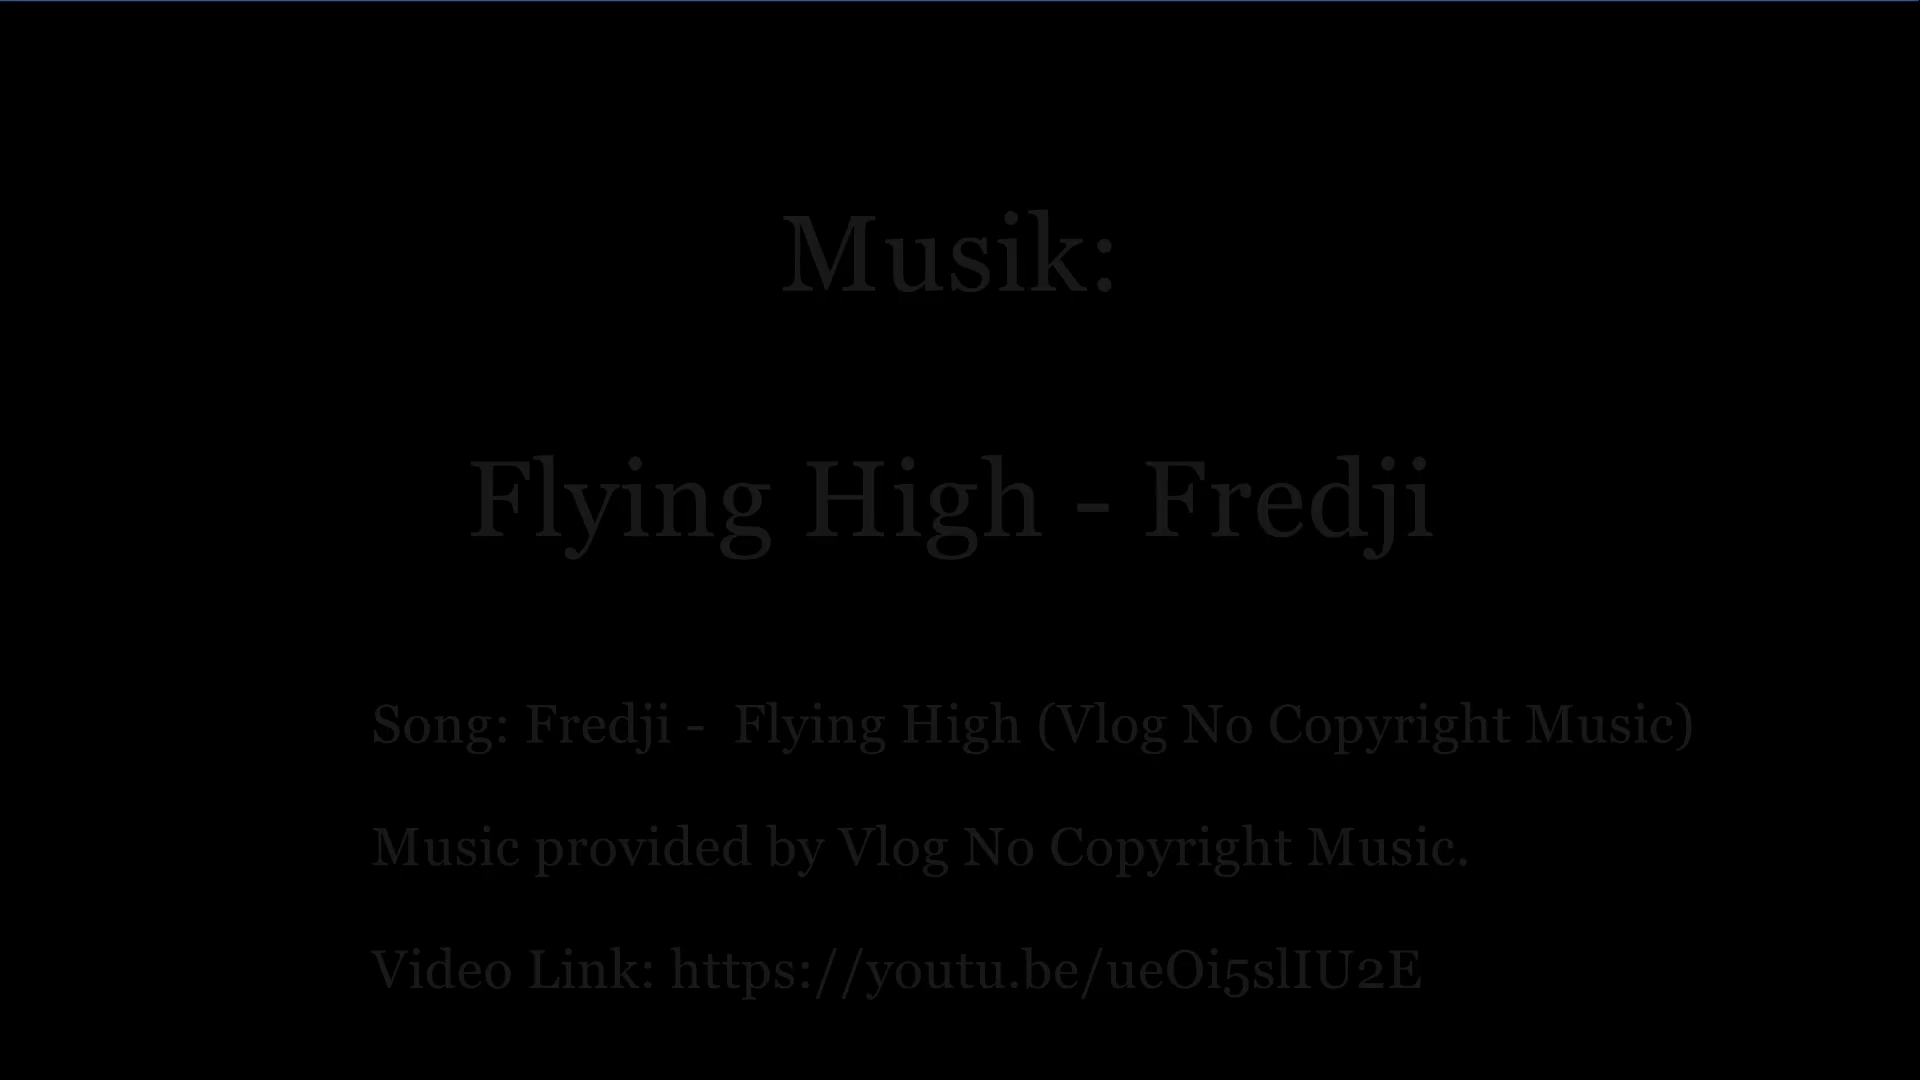 Musik:
Flying High - Fredji
Song: Fredji -  Flying High (Vlog No Copyright Music)
Music provided by Vlog No Copyright Music.
Video Link: https://youtu.be/ueOi5slIU2E